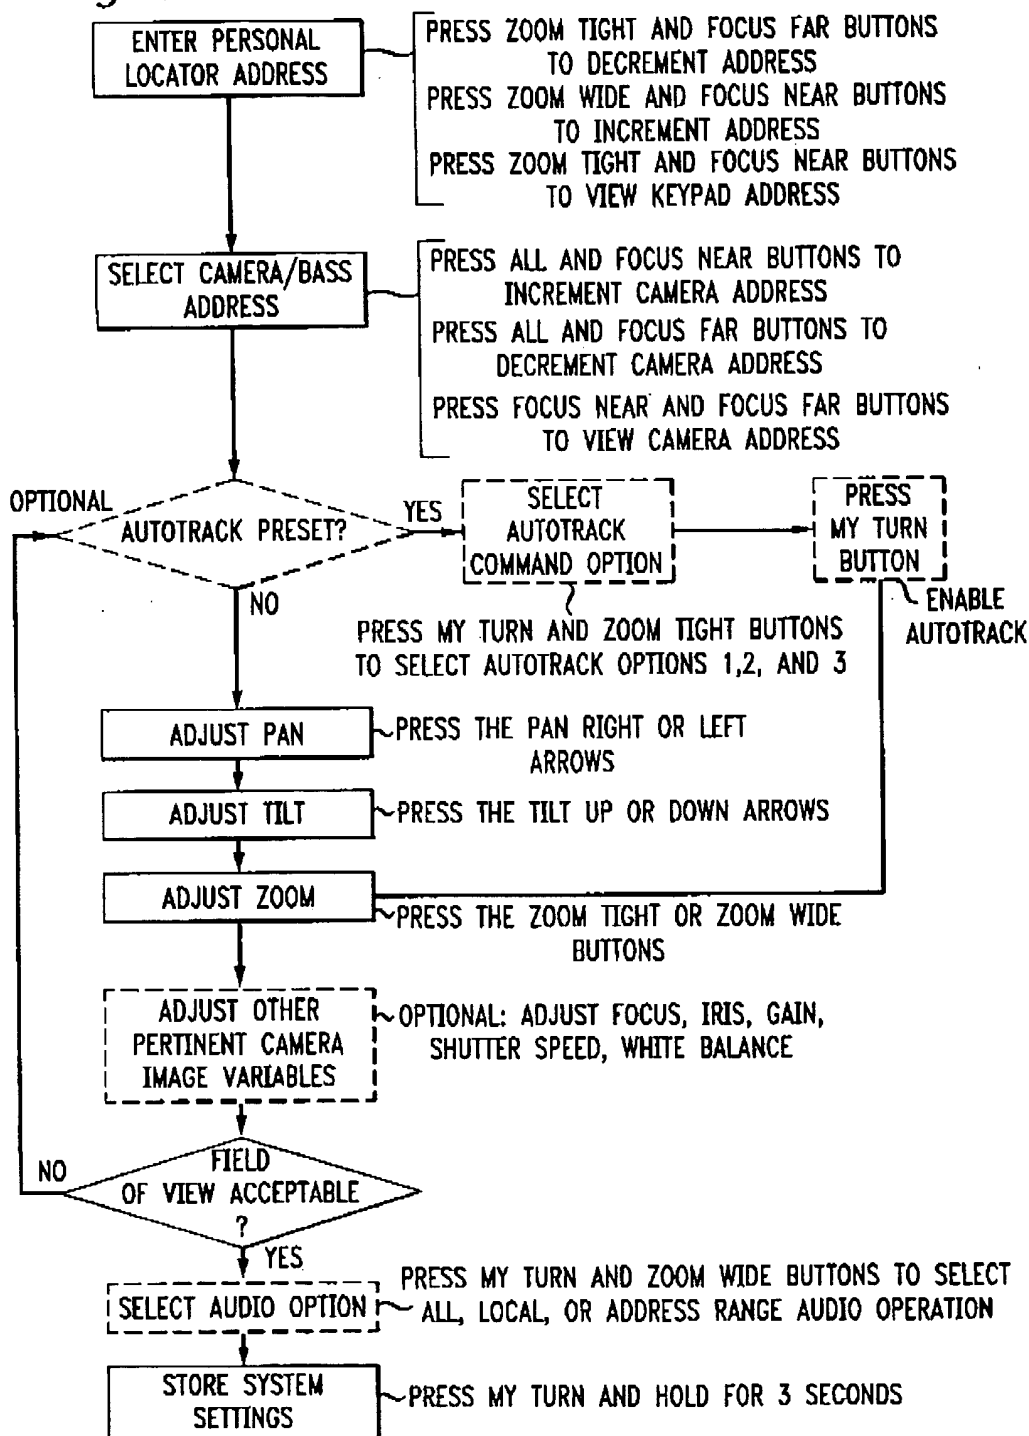 ENTER PERSONAL
LOCATOR ADDRESS
PRESS ZOOM TIGHT AND FOCUS FAR BUTTONS
TO DECREMENT ADDRESS
PRESS ZOOM WIDE AND FOCUS NEAR BUTTONS
TO INCREMENT ADDRESS
PRESS ZOOM TIGHT AND FOCUS NEAR BUTTONS
TO VIEW KEYPAD ADDRESS
SELECT CAMERA/BASS
ADDRESS
PRESS ALL AND FOCUS NEAR BUTTONS TO
INCREMENT CAMERA ADDRESS
PRESS ALL AND FOCUS FAR BUTTONS TO
DECREMENT CAMERA ADDRESS
PRESS FOCUS NEAR AND FOCUS FAR BUTTONS
TO VIEW CAMERA ADDRESS
OPTIONAL
AUTOTRACK PRESET?
YES
SELECT
AUTOTRACK
COMMAND OPTION
PRESS
MY TURN
BUTTON
NO
ENABLE
AUTOTRACK
PRESS MY TURN AND ZOOM TIGHT BUTTONS
TO SELECT AUTOTRACK OPTIONS 1,2, AND 3
ADJUST PAN
PRESS THE PAN RIGHT OR LEFT
ARROWS
ADJUST TILT
PRESS THE TILT UP OR DOWN ARROWS
ADJUST ZOOM
PRESS THE ZOOM TIGHT OR ZOOM WIDE
BUTTONS
ADJUST OTHER
PERTINENT CAMERA
IMAGE VARIABLES
OPTIONAL: ADJUST FOCUS, IRIS, GAIN,
SHUTTER SPEED, WHITE BALANCE
NO
FIELD
OF VIEW ACCEPTABLE
?
YES
SELECT AUDIO OPTION
PRESS MY TURN AND ZOOM WIDE BUTTONS TO SELECT
ALL, LOCAL, OR ADDRESS RANGE AUDIO OPERATION
STORE SYSTEM
SETTINGS
PRESS MY TURN AND HOLD FOR 3 SECONDS